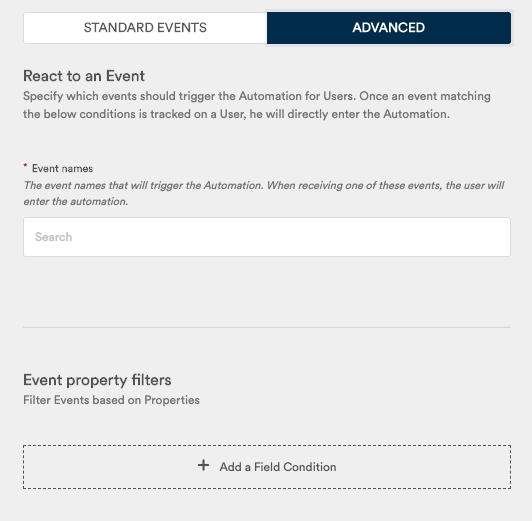 STANDARD EVENTS
ADVANCED
React to an Event
Specify which events should trigger the Automation for Users. Once an event matching
the below conditions is tracked on a User, he will directly enter the Automation.
* Event names
The event names that will trigger the Automation. When receiving one of these events, the user will
enter the automation.
Search
Event property filters
Filter Events based on Properties
+ Add a Field Condition